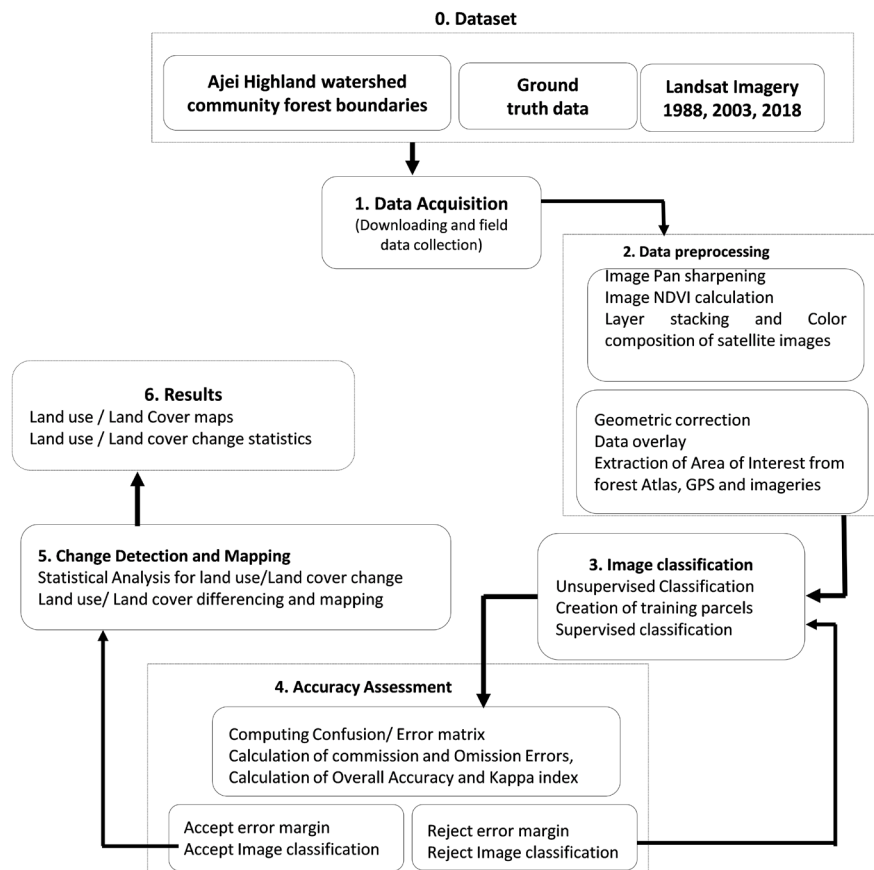 0. Dataset
Ajei Highland watershed
community forest boundaries
Ground
truth data
Landsat Imagery
1988, 2003, 2018
1. Data Acquisition
(Downloading and field
data collection)
2. Data preprocessing
Image Pan sharpening
Image NDVI calculation
Layer stacking and Color
composition of satellite images
Geometric correction
Data overlay
Extraction of Area of Interest from
forest Atlas, GPS and imageries
3. Image classification
Unsupervised Classification
Creation of training parcels
Supervised classification
4. Accuracy Assessment
Computing Confusion/ Error matrix
Calculation of commission and Omission Errors,
Calculation of Overall Accuracy and Kappa index
Accept error margin
Accept Image classification
Reject error margin
Reject Image classification
5. Change Detection and Mapping
Statistical Analysis for land use/Land cover change
Land use/ Land cover differencing and mapping
6. Results
Land use / Land Cover maps
Land use / Land cover change statistics